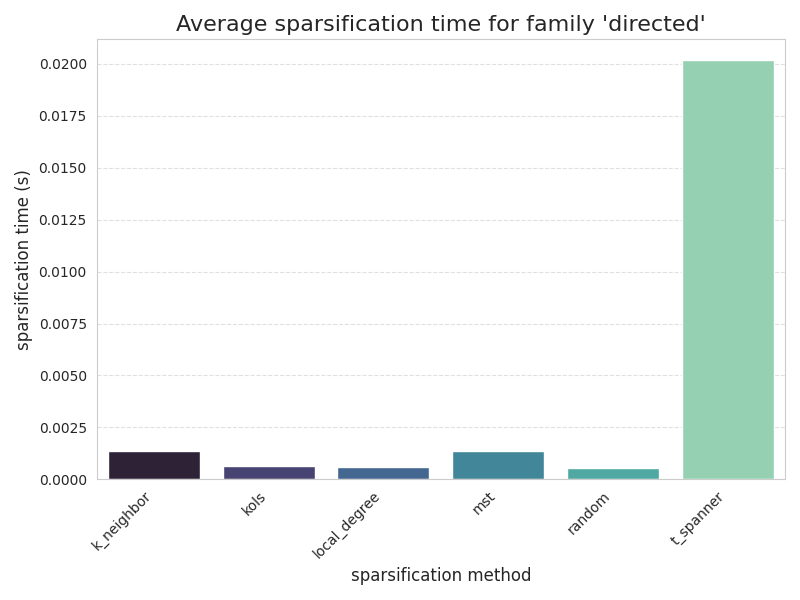 Average sparsification time for family 'directed'
sparsification time (s)
0.0200
0.0175
0.0150
0.0125
0.0100
0.0075
0.0050
0.0025
0.0000
k_neighbor
kols
local_degree
mst
random
t_spanner
sparsification method